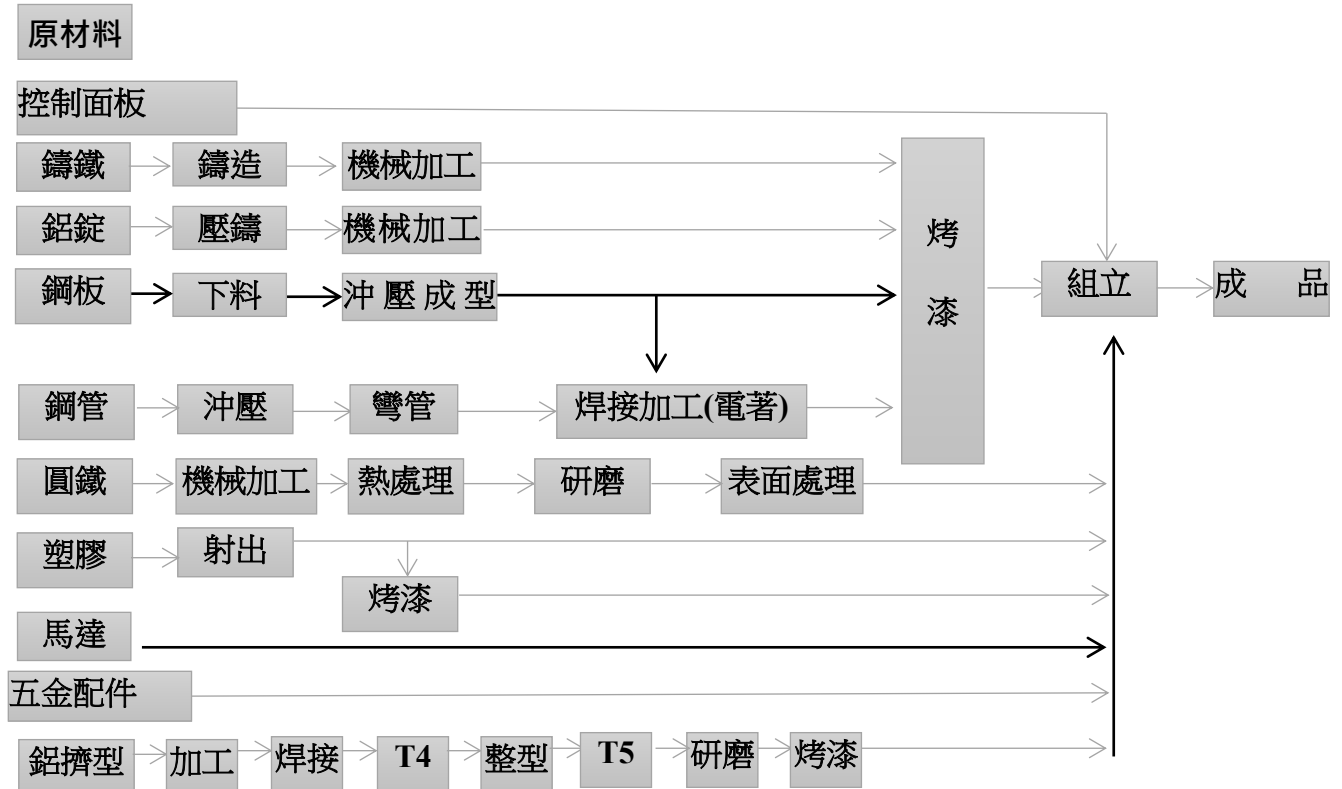 原材料
控制面板
鑄鐵 鑄造 機械加工
鋁錠 壓鑄 機械加工
烤漆
鋼板 下料 沖壓成型 組立 成 品
鋼管 沖壓 彎管 焊接加工(電著)
圓鐵 機械加工 熱處理 研磨 表面處理
塑膠 射出
烤漆
馬達
五金配件
鋁擠型 加工 焊接 T4 整型 T5 研磨 烤漆